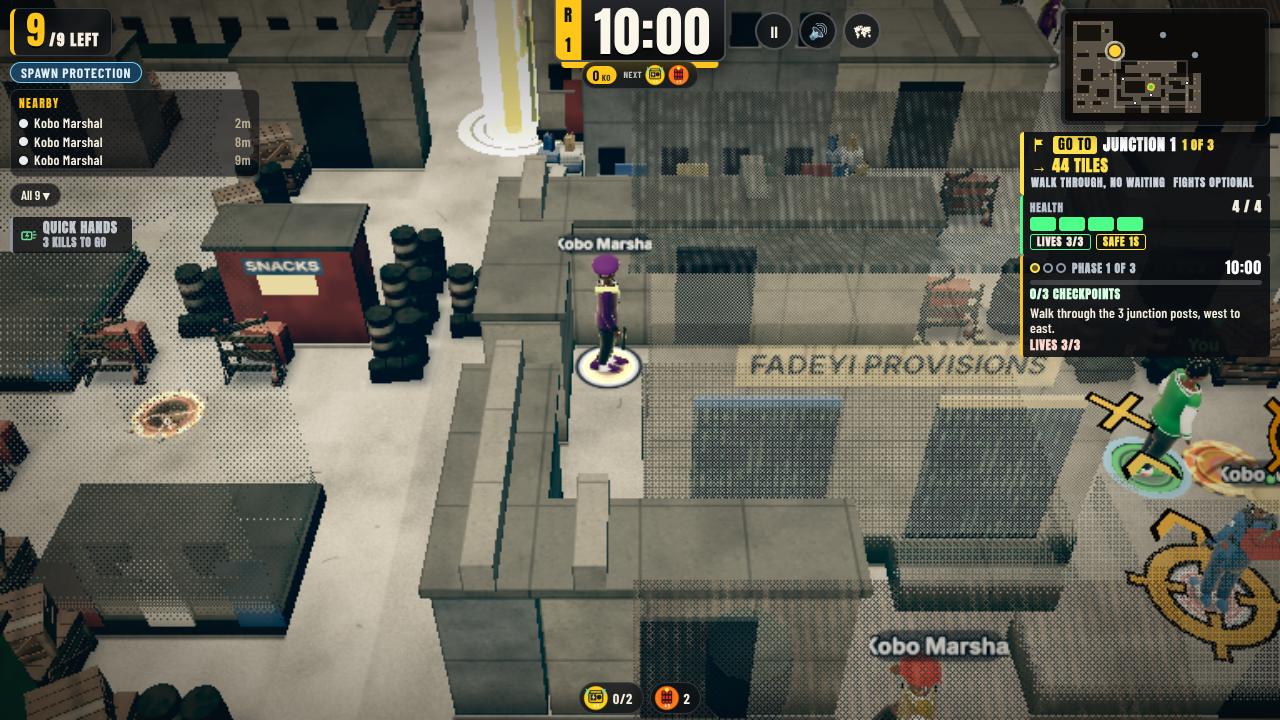 9/9 LEFT
SPAWN PROTECTION
NEARBY
Kobo Marshal 2m
Kobo Marshal 8m
Kobo Marshal 9m
All 9▾
QUICK HANDS
3 KILLS TO GO
R
1
10:00
0 KO NEXT
GO TO JUNCTION 1 1 OF 3
→ 44 TILES
WALK THROUGH, NO WAITING FIGHTS OPTIONAL
HEALTH 4 / 4
LIVES 3/3 SAFE 1S
PHASE 1 OF 3 10:00
0/3 CHECKPOINTS
Walk through the 3 junction posts, west to
east.
LIVES 3/3
You
Kobo Marsha
SNACKS
FADEYI PROVISIONS
Kobo
Kobo Marsha
0/2
2